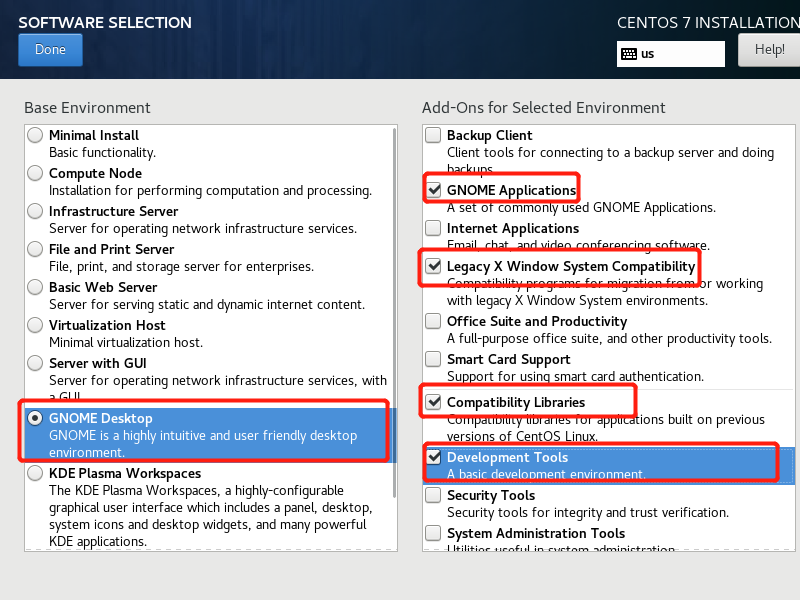 SOFTWARE SELECTION
CENTOS 7 INSTALLATION
Done
us
Help!
Base Environment
Minimal Install
Basic functionality.
Compute Node
Installation for performing computation and processing.
Infrastructure Server
Server for operating network infrastructure services.
File and Print Server
File, print, and storage server for enterprises.
Basic Web Server
Server for serving static and dynamic internet content.
Virtualization Host
Minimal virtualization host.
Server with GUI
Server for operating network infrastructure services, with
a GUI.
GNOME Desktop
GNOME is a highly intuitive and user friendly desktop
environment.
KDE Plasma Workspaces
The KDE Plasma Workspaces, a highly-configurable
graphical user interface which includes a panel, desktop,
system icons and desktop widgets, and many powerful
KDE applications.
Add-Ons for Selected Environment
Backup Client
Client tools for connecting to a backup server and doing
backups.
GNOME Applications
A set of commonly used GNOME Applications.
Internet Applications
Email, chat, and video conferencing software.
Legacy X Window System Compatibility
Compatibility programs for migration from or working
with legacy X Window System environments.
Office Suite and Productivity
A full-purpose office suite, and other productivity tools.
Smart Card Support
Support for using smart card authentication.
Compatibility Libraries
Compatibility libraries for applications built on previous
versions of CentOS Linux.
Development Tools
A basic development environment.
Security Tools
Security tools for integrity and trust verification.
System Administration Tools
Utilities useful in system administration.